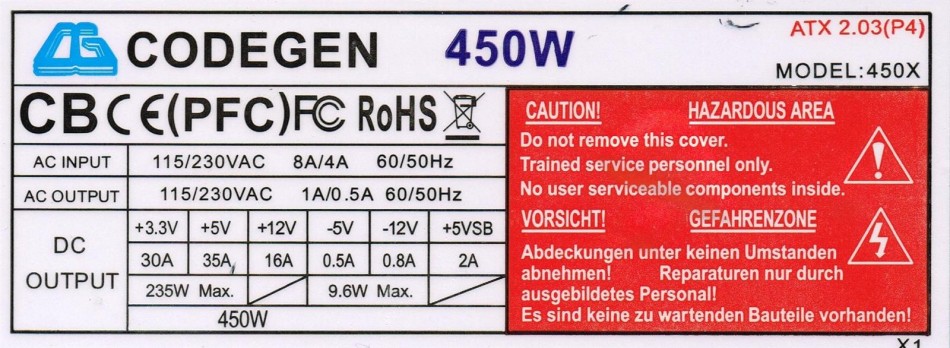 CODEGEN 450W
ATX 2.03(P4)
MODEL:450X
CB CE(PFC) FC RoHS
AC INPUT 115/230VAC 8A/4A 60/50Hz
AC OUTPUT 115/230VAC 1A/0.5A 60/50Hz
DC OUTPUT
+3.3V +5V +12V -5V -12V +5VSB
30A 35A 16A 0.5A 0.8A 2A
235W Max. 9.6W Max.
450W
CAUTION! HAZARDOUS AREA
Do not remove this cover.
Trained service personnel only.
No user serviceable components inside.
VORSICHT! GEFAHRENZONE
Abdeckungen unter keinen Umstanden
abnehmen! Reparaturen nur durch
ausgebildetes Personal!
Es sind keine zu wartenden Bauteile vorhanden!
X1